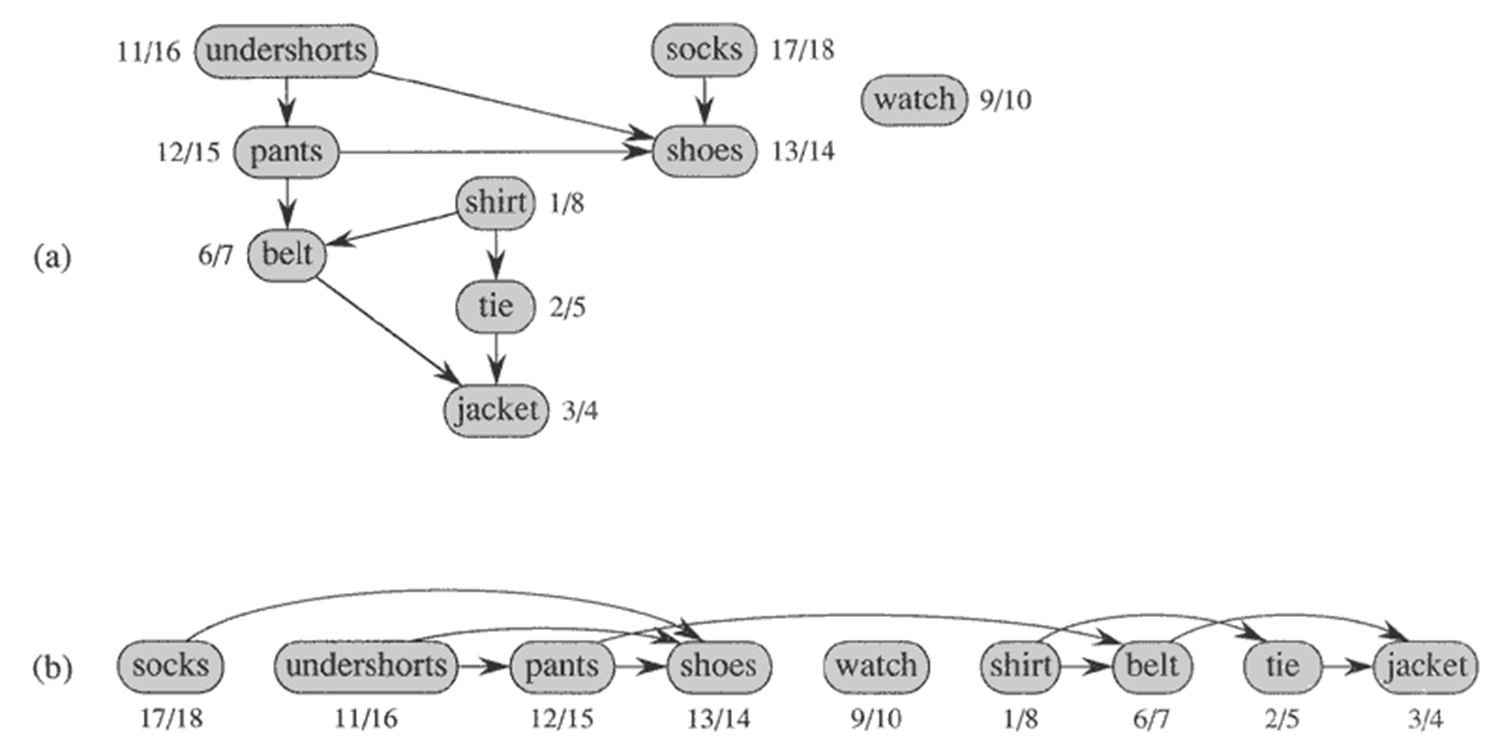 11/16 undershorts socks 17/18
watch 9/10
12/15 pants shoes 13/14
shirt 1/8
(a) 6/7 belt
tie 2/5
jacket 3/4
(b) socks undershorts pants shoes watch shirt belt tie jacket
17/18 11/16 12/15 13/14 9/10 1/8 6/7 2/5 3/4